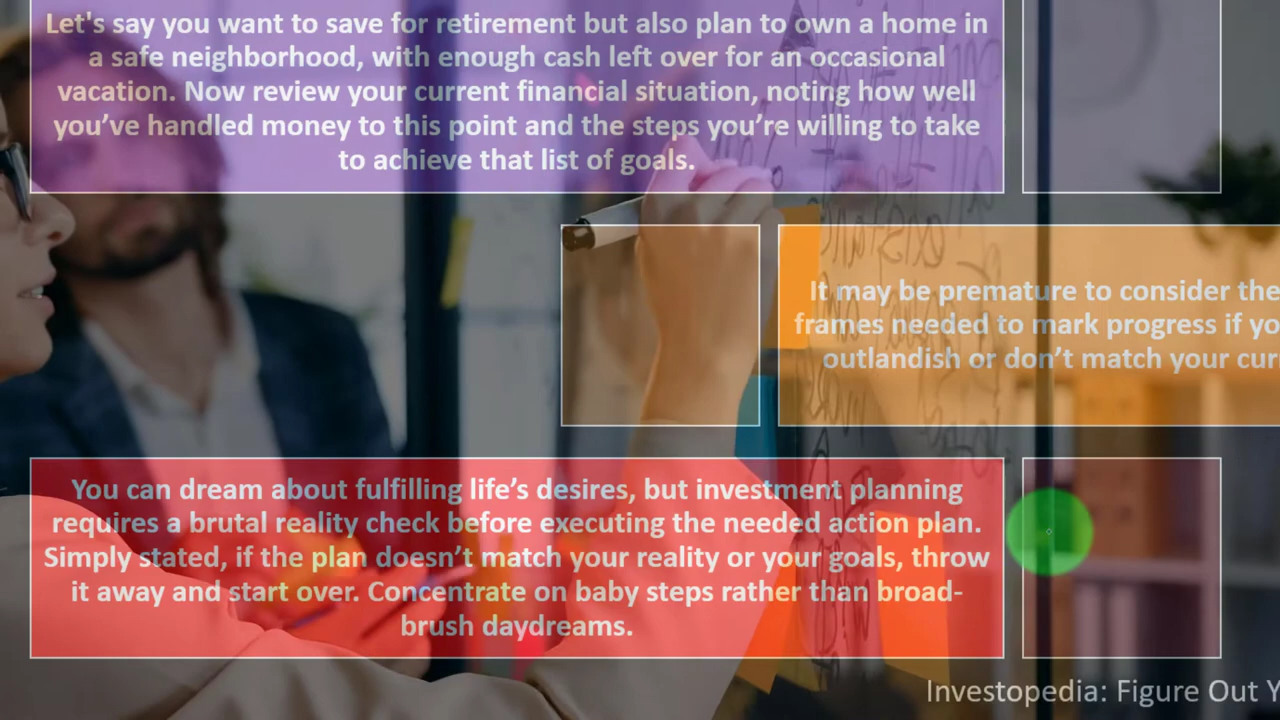 Let's say you want to save for retirement but also plan to own a home in
a safe neighborhood, with enough cash left over for an occasional
vacation. Now review your current financial situation, noting how well
you’ve handled money to this point and the steps you’re willing to take
to achieve that list of goals.
It may be premature to consider the
frames needed to mark progress if yo
outlandish or don’t match your curr
You can dream about fulfilling life’s desires, but investment planning
requires a brutal reality check before executing the needed action plan.
Simply stated, if the plan doesn’t match your reality or your goals, throw
it away and start over. Concentrate on baby steps rather than broad-
brush daydreams.
Investopedia: Figure Out Y